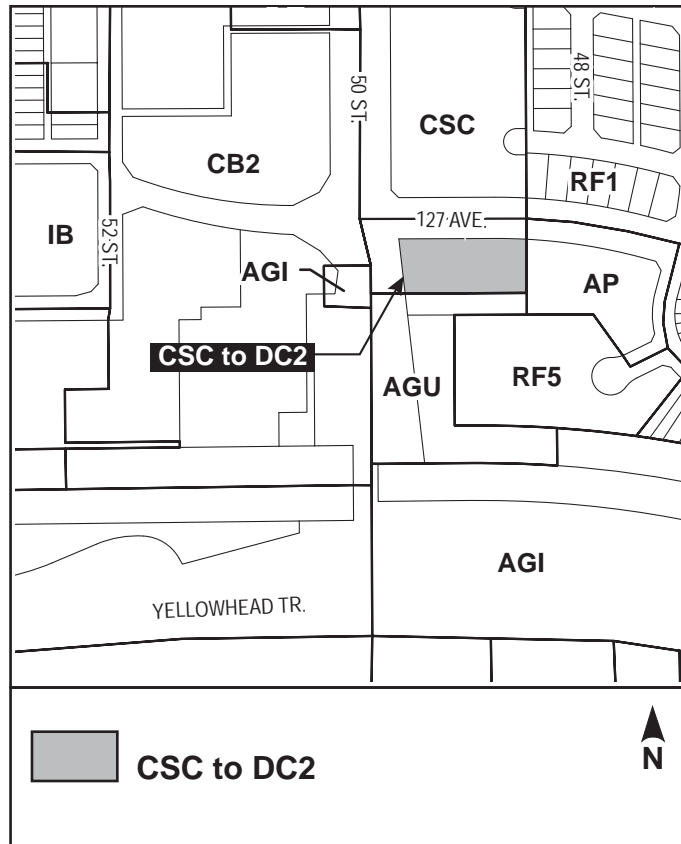 50 ST.
48 ST.
CSC
CB2
RF1
127 AVE.
IB
52 ST.
AGI
AP
CSC to DC2
AGU
RF5
AGI
YELLOWHEAD TR.
CSC to DC2
N